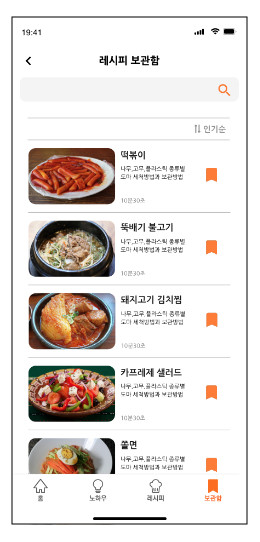 19:41
레시피 보관함
인기순
떡볶이
나무,고무,플라스틱 종류별
도마 세척방법과 보관방법
10분30초
뚝배기 불고기
나무,고무,플라스틱 종류별
도마 세척방법과 보관방법
10분30초
돼지고기 김치찜
나무,고무,플라스틱 종류별
도마 세척방법과 보관방법
10분30초
카프레제 샐러드
나무,고무,플라스틱 종류별
도마 세척방법과 보관방법
10분30초
쫄면
나무,고무,플라스틱 종류별
도마 세척방법과 보관방법
홈 노하우 레시피 보관함